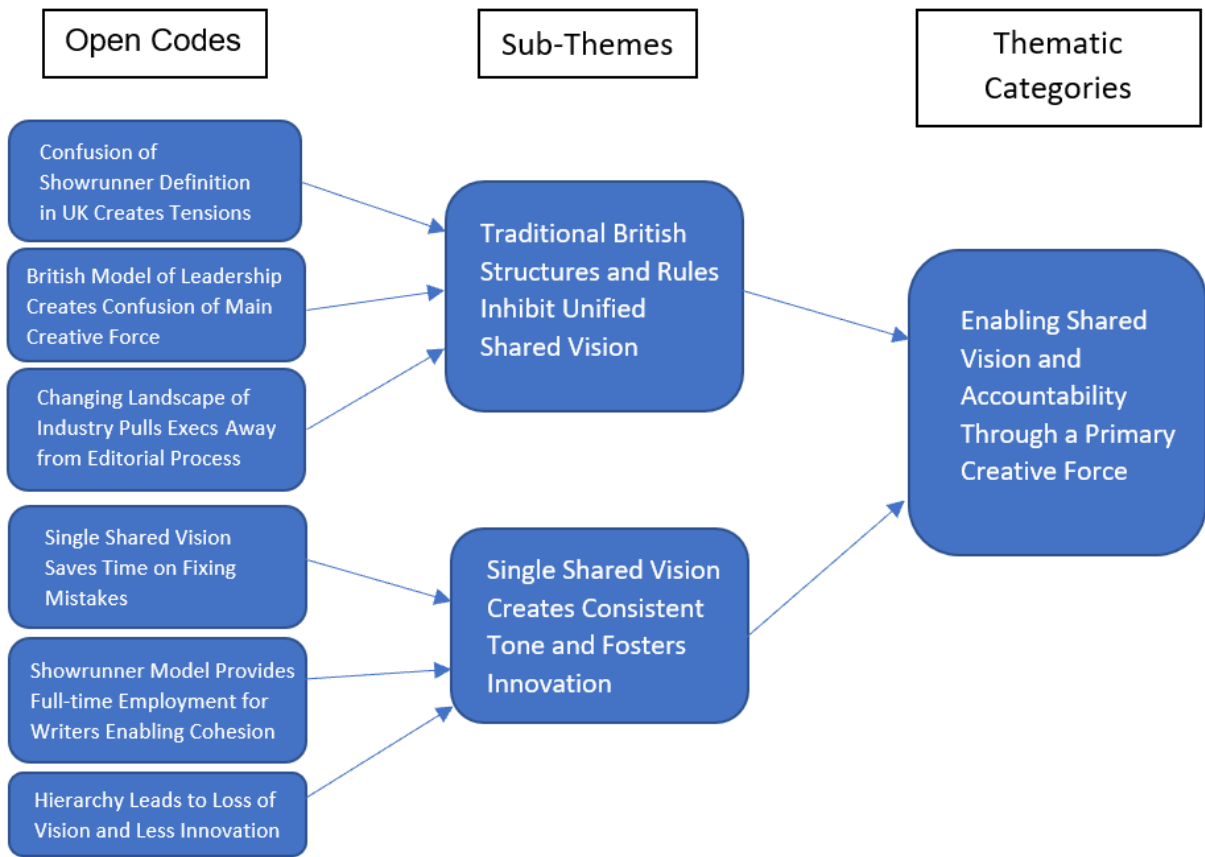 Open Codes
Sub-Themes
Thematic
Categories
Confusion of
Showrunner Definition
in UK Creates Tensions
British Model of Leadership
Creates Confusion of Main
Creative Force
Changing Landscape of
Industry Pulls Execs Away
from Editorial Process
Single Shared Vision
Saves Time on Fixing
Mistakes
Showrunner Model Provides
Full-time Employment for
Writers Enabling Cohesion
Hierarchy Leads to Loss of
Vision and Less Innovation
Traditional British
Structures and Rules
Inhibit Unified
Shared Vision
Single Shared Vision
Creates Consistent
Tone and Fosters
Innovation
Enabling Shared
Vision and
Accountability
Through a Primary
Creative Force